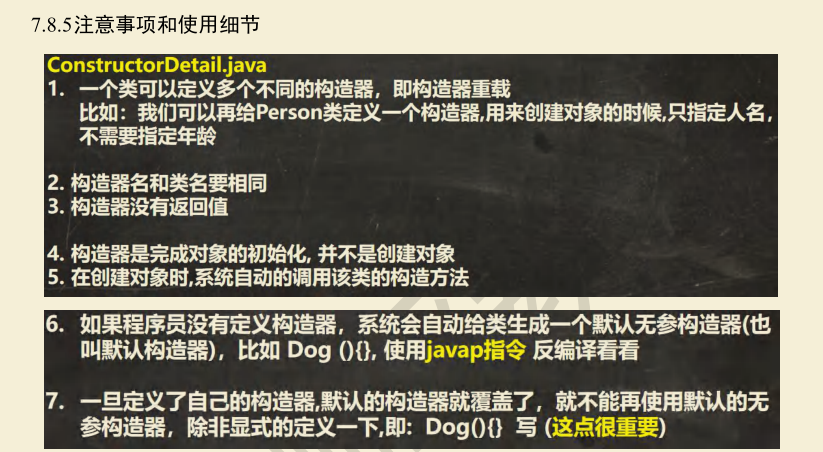 7.8.5注意事项和使用细节
ConstructorDetail.java
1. 一个类可以定义多个不同的构造器，即构造器重载
比如：我们可以再给Person类定义一个构造器,用来创建对象的时候,只指定人名，
不需要指定年龄
2. 构造器名和类名要相同
3. 构造器没有返回值
4. 构造器是完成对象的初始化, 并不是创建对象
5. 在创建对象时,系统自动的调用该类的构造方法
6. 如果程序员没有定义构造器，系统会自动给类生成一个默认无参构造器(也
叫默认构造器)，比如 Dog (){}, 使用javap指令 反编译看看
7. 一旦定义了自己的构造器,默认的构造器就覆盖了，就不能再使用默认的无
参构造器，除非显式的定义一下,即: Dog(){} 写 (这点很重要)